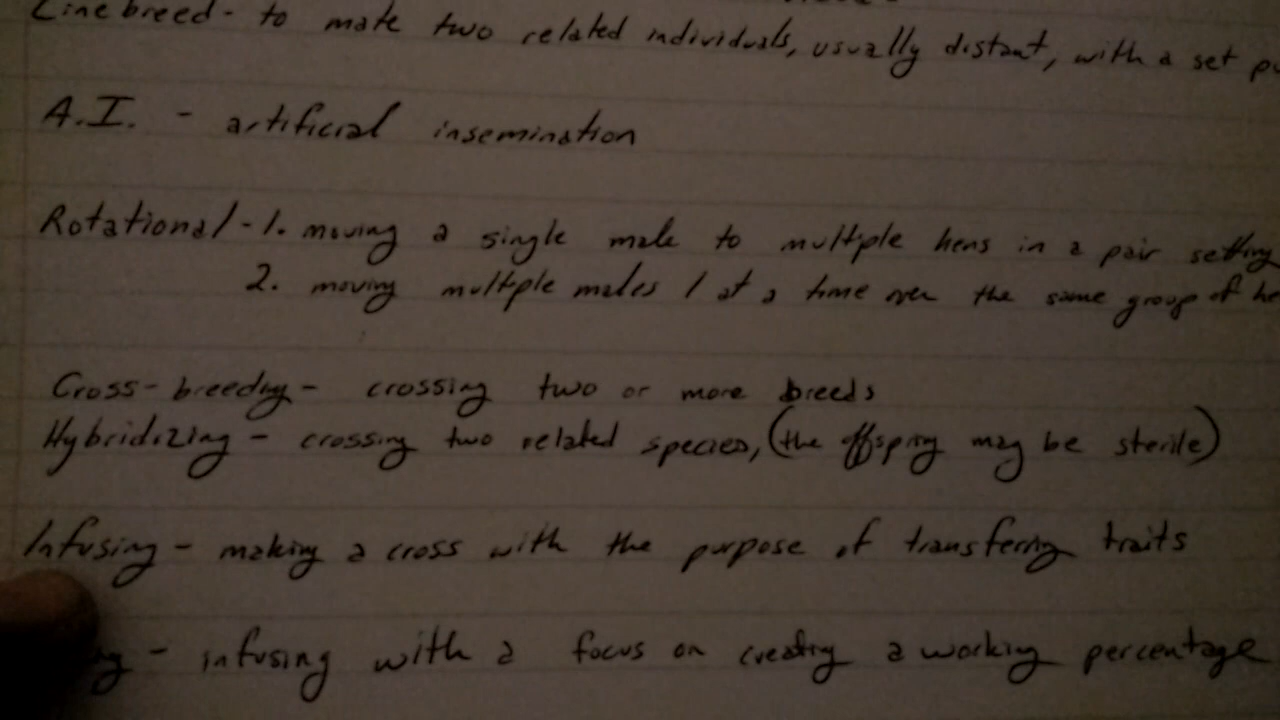 Linebreed - to mate two related individuals, usually distant, with a set
A.I. - artificial insemination
Rotational - 1. moving a single male to multiple hens in a pair setting
2. moving multiple males 1 at a time over the same group of he
Cross-breeding - crossing two or more breeds
Hybridizing - crossing two related species, (the offspring may be sterile)
Infusing - making a cross with the purpose of transfering traits
- infusing with a focus on creating a working percentage